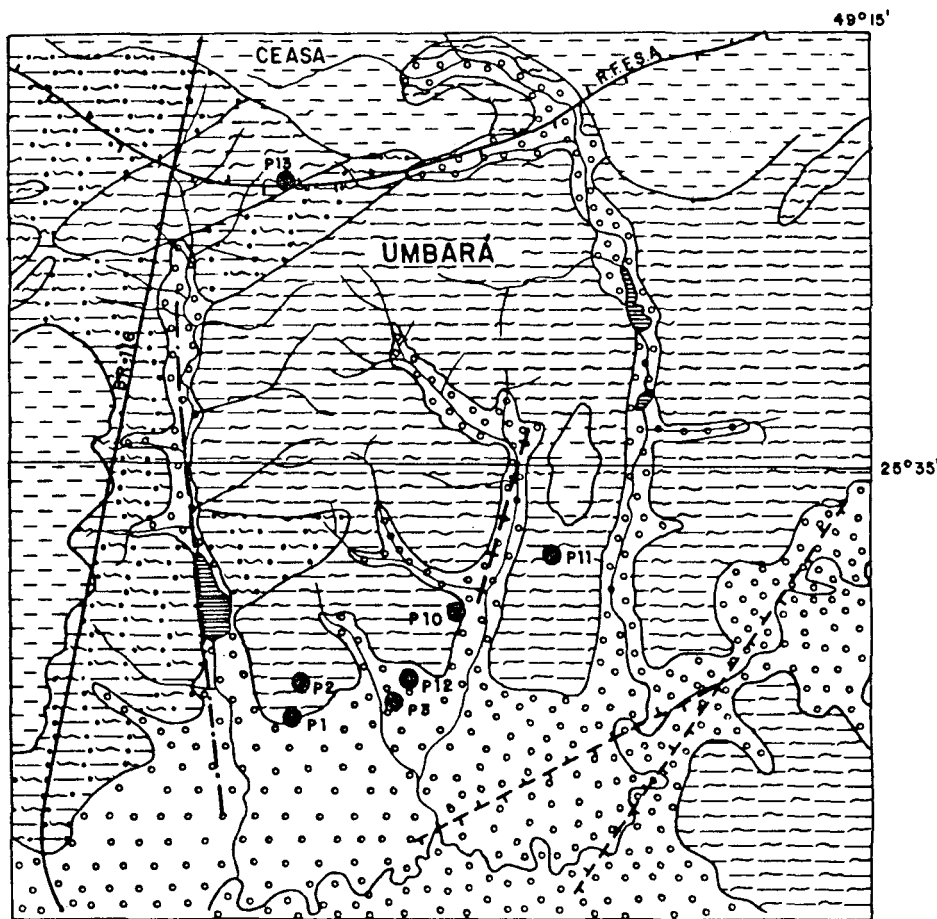 49°15'
CEASA
R.F.F.S.A.
P13
UMBARÁ
BR-116
25°35'
P11
P10
P2
P12
P3
P1